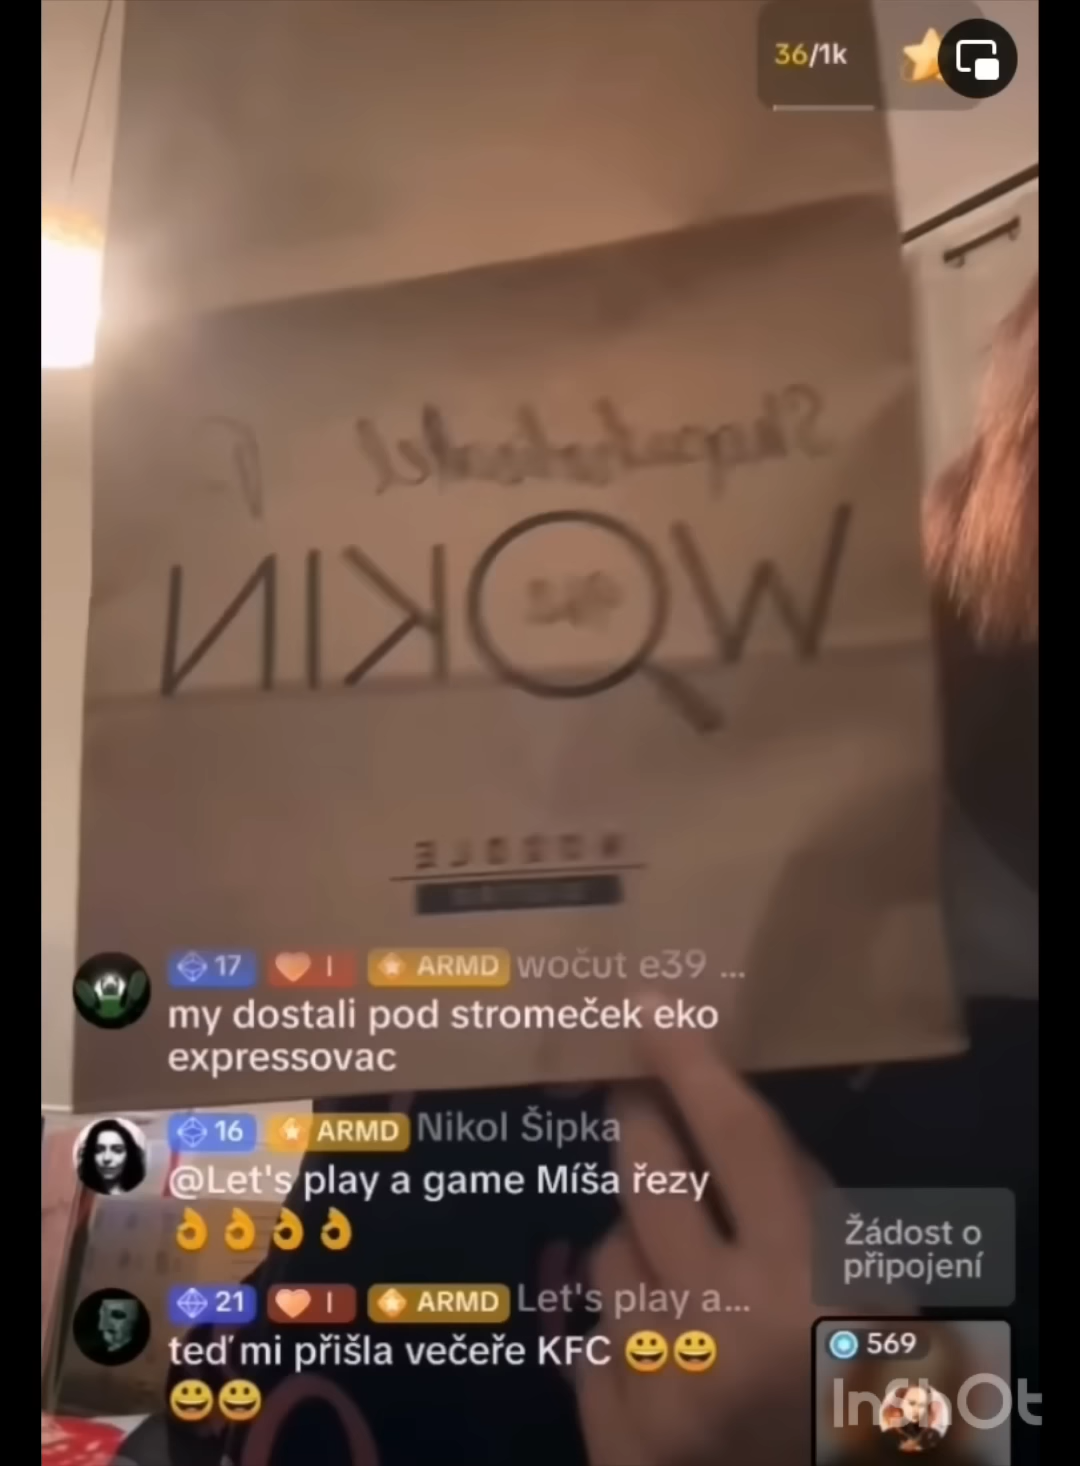 36/1k
WOKIN
NOODLE
17 I ARMD wočut e39 ...
my dostali pod stromeček eko
expressovac
16 ARMD Nikol Šipka
@Let's play a game Míša řezy
👌👌👌👌
21 I ARMD Let's play a...
teď mi přišla večeře KFC 😀😀
😀😀
Žádost o
připojení
569
InShOt